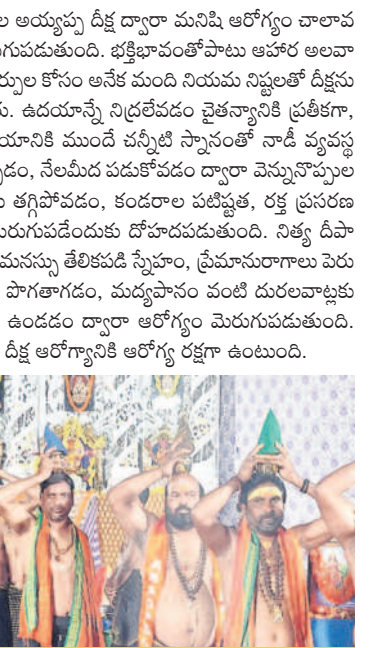 ల అయ్యప్ప దీక్ష ద్వారా మనిషి ఆరోగ్యం చాలావ
గుపడుతుంది. భక్తిభావంతోపాటు ఆహార అలవా
ర్పుల కోసం అనేక మంది నియమ నిష్టలతో దీక్షను
రు. ఉదయాన్నే నిద్రలేవడం చైతన్యానికి ప్రతీకగా,
యానికి ముందే చన్నీటి స్నానంతో నాడీ వ్యవస్థ
డం, నేలమీద పడుకోవడం ద్వారా వెన్నునొప్పుల
తగ్గిపోవడం, కండరాల పటిష్టత, రక్త ప్రసరణ
మెరుగుపడేందుకు దోహదపడుతుంది. నిత్య దీపా
మనస్సు తేలికపడి స్నేహం, ప్రేమానురాగాలు పెరు
పొగతాగడం, మద్యపానం వంటి దురలవాట్లకు
ఉండడం ద్వారా ఆరోగ్యం మెరుగుపడుతుంది.
దీక్ష ఆరోగ్యానికి ఆరోగ్య రక్షగా ఉంటుంది.